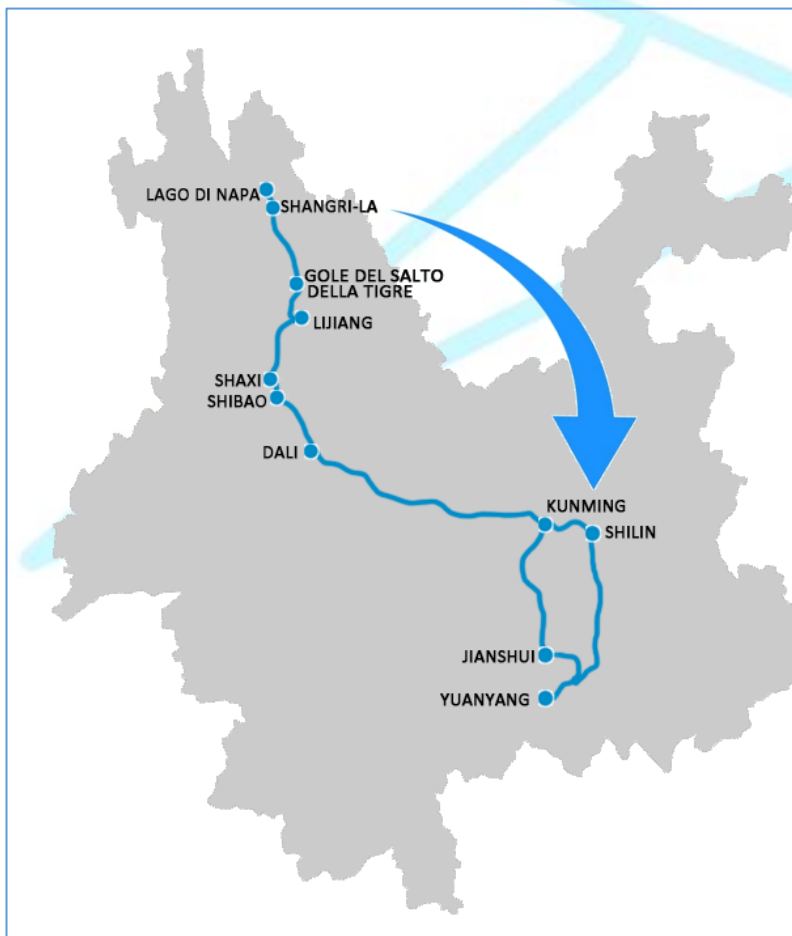 LAGO DI NAPA
SHANGRI-LA
GOLE DEL SALTO
DELLA TIGRE
LIJIANG
SHAXI
SHIBAO
DALI
KUNMING
SHILIN
JIANSHUI
YUANYANG